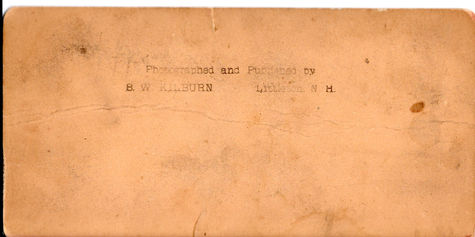 Photographed and Published by
B. W. KILBURN Littleton N. H.